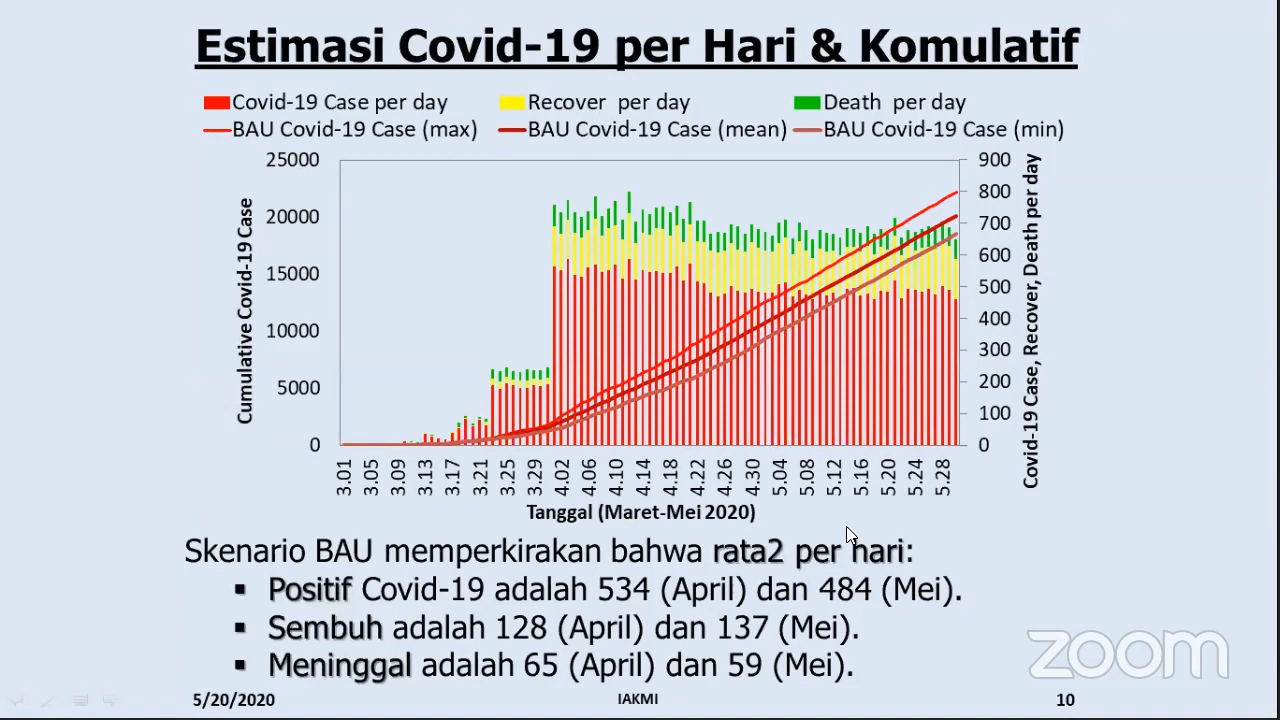 Estimasi Covid-19 per Hari & Komulatif
Covid-19 Case per day
Recover per day
Death per day
BAU Covid-19 Case (max)
BAU Covid-19 Case (mean)
BAU Covid-19 Case (min)
Cumulative Covid-19 Case
25000
20000
15000
10000
5000
0
900
800
700
600
500
400
300
200
100
0
Covid-19 Case, Recover, Death per day
3.01
3.05
3.09
3.13
3.17
3.21
3.25
3.29
4.02
4.06
4.10
4.14
4.18
4.22
4.26
4.30
5.04
5.08
5.12
5.16
5.20
5.24
5.28
Tanggal (Maret-Mei 2020)
Skenario BAU memperkirakan bahwa rata2 per hari:
▪ Positif Covid-19 adalah 534 (April) dan 484 (Mei).
▪ Sembuh adalah 128 (April) dan 137 (Mei).
▪ Meninggal adalah 65 (April) dan 59 (Mei).
zoom
5/20/2020
IAKMI
10